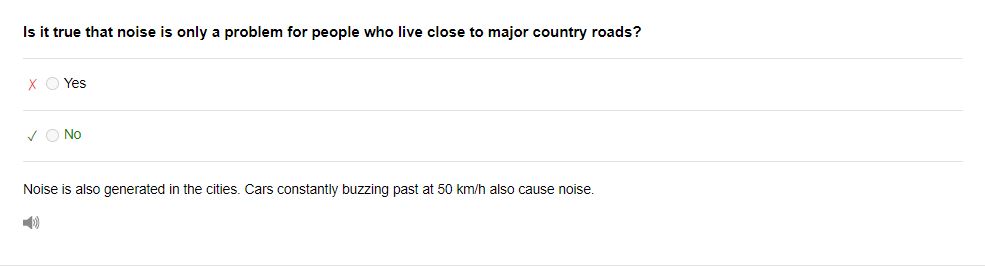 Is it true that noise is only a problem for people who live close to major country roads?
✗ Yes
✓ No
Noise is also generated in the cities. Cars constantly buzzing past at 50 km/h also cause noise.